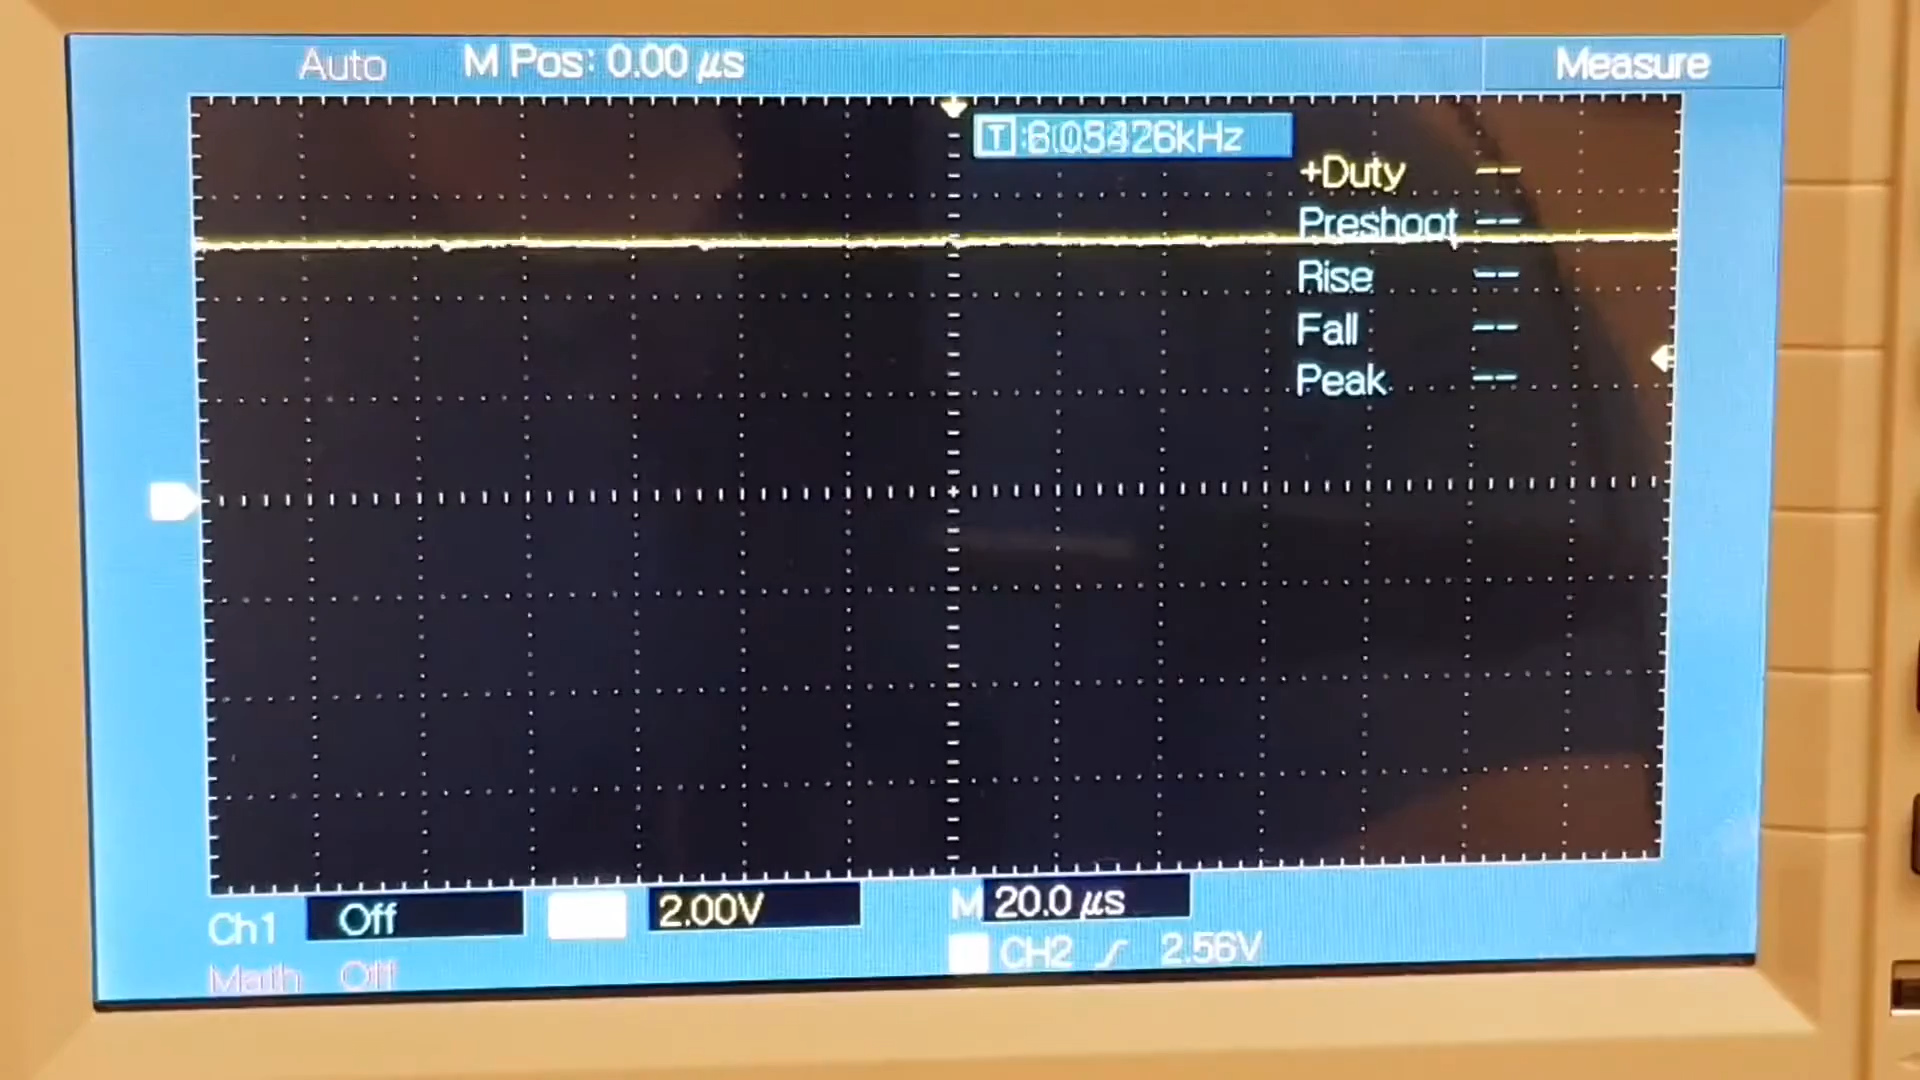 Auto M Pos: 0.00 µs Measure
T
+Duty --
Preshoot --
Rise --
Fall --
Peak --
Ch1 Off 2.00V M 20.0 µs
CH2 2.56V
Math Off